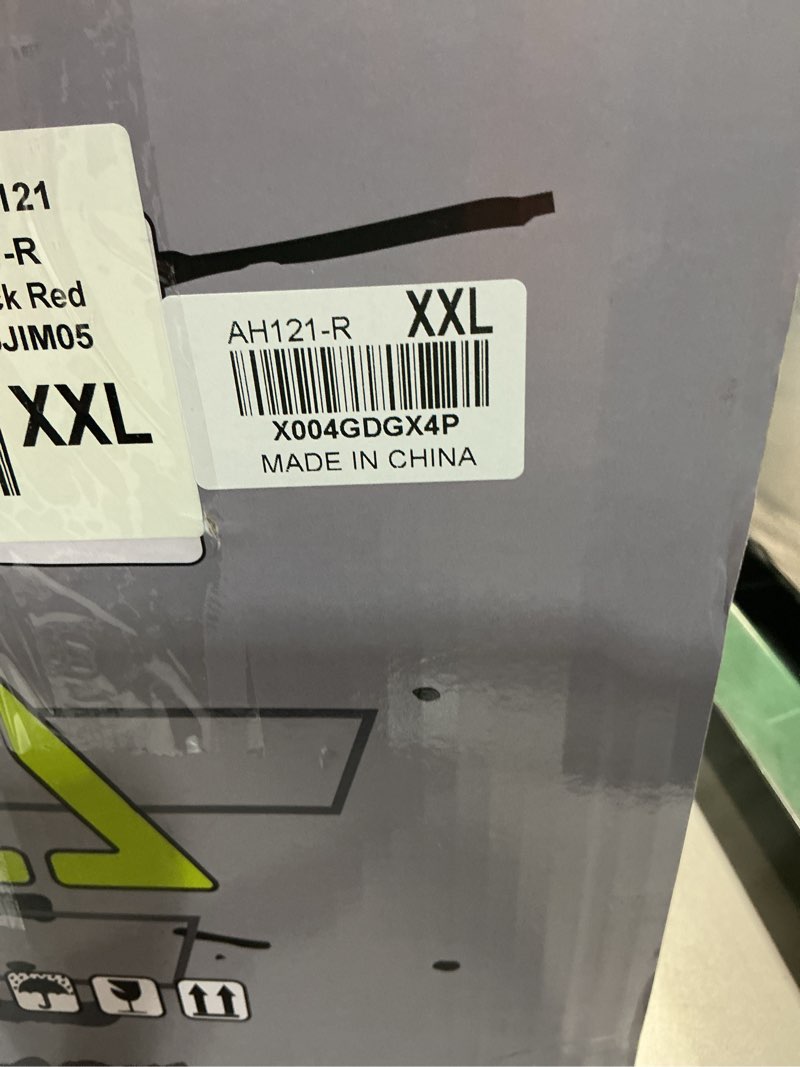 121
-R
ck Red
JIM05
XXL
AH121-R XXL
X004GDGX4P
MADE IN CHINA